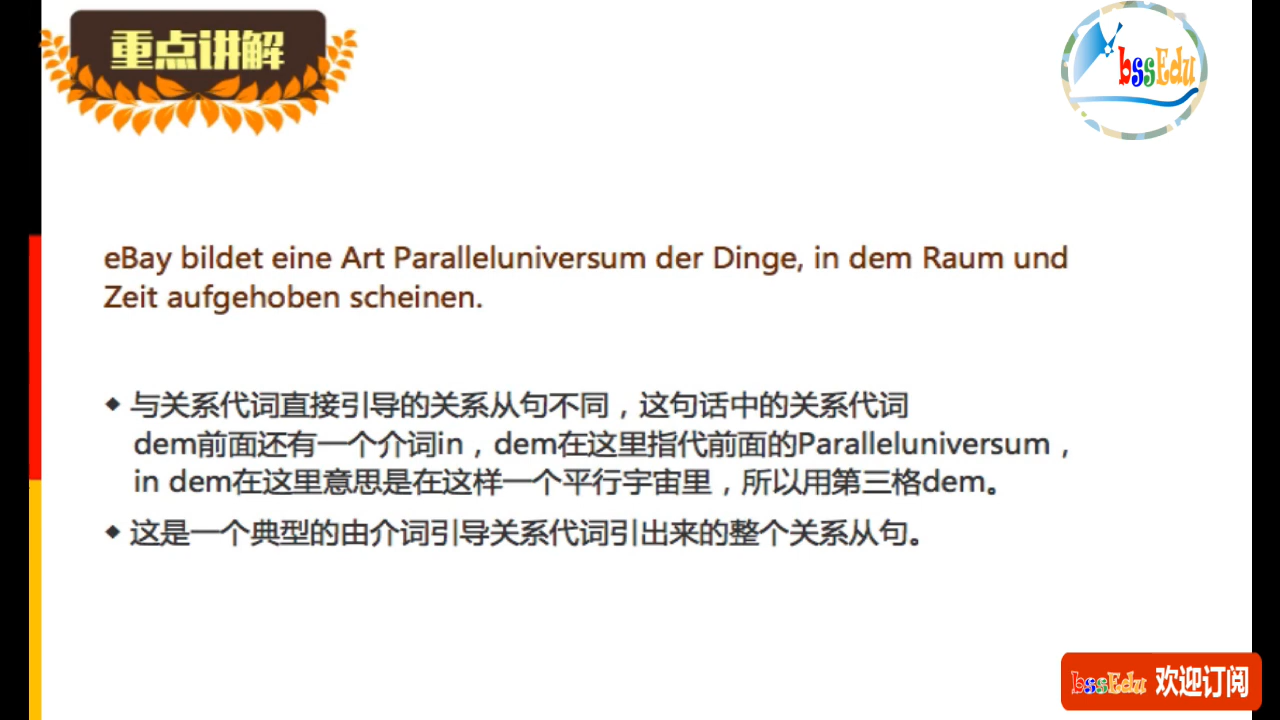 重点讲解
bssEdu
eBay bildet eine Art Paralleluniversum der Dinge, in dem Raum und
Zeit aufgehoben scheinen.
◆ 与关系代词直接引导的关系从句不同，这句话中的关系代词
dem前面还有一个介词in，dem在这里指代前面的Paralleluniversum，
in dem在这里意思是在这样一个平行宇宙里，所以用第三格dem。
◆ 这是一个典型的由介词引导关系代词引出来的整个关系从句。
bssEdu 欢迎订阅